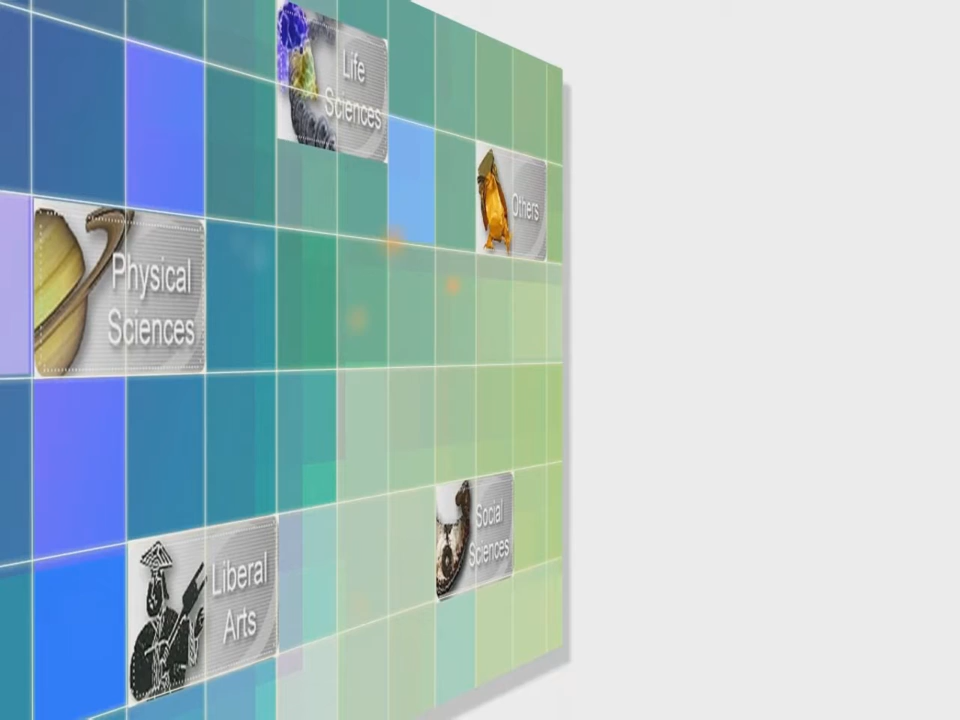 Life
Sciences
Others
Physical
Sciences
Social
Sciences
Liberal
Arts